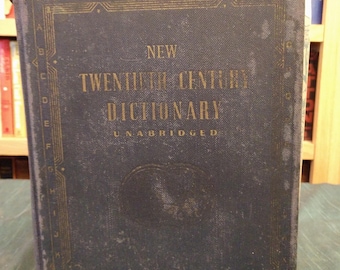 NEW
TWENTIETH CENTURY
DICTIONARY
UNABRIDGED
A
B
C
D
E
F
G
H
I